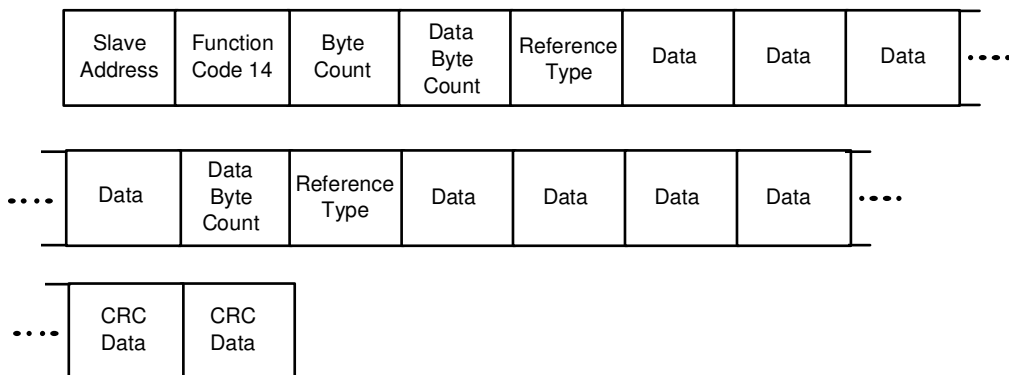 Slave Address
Function Code 14
Byte Count
Data Byte Count
Reference Type
Data
Data
Data
Data
Data Byte Count
Reference Type
Data
Data
Data
Data
CRC Data
CRC Data